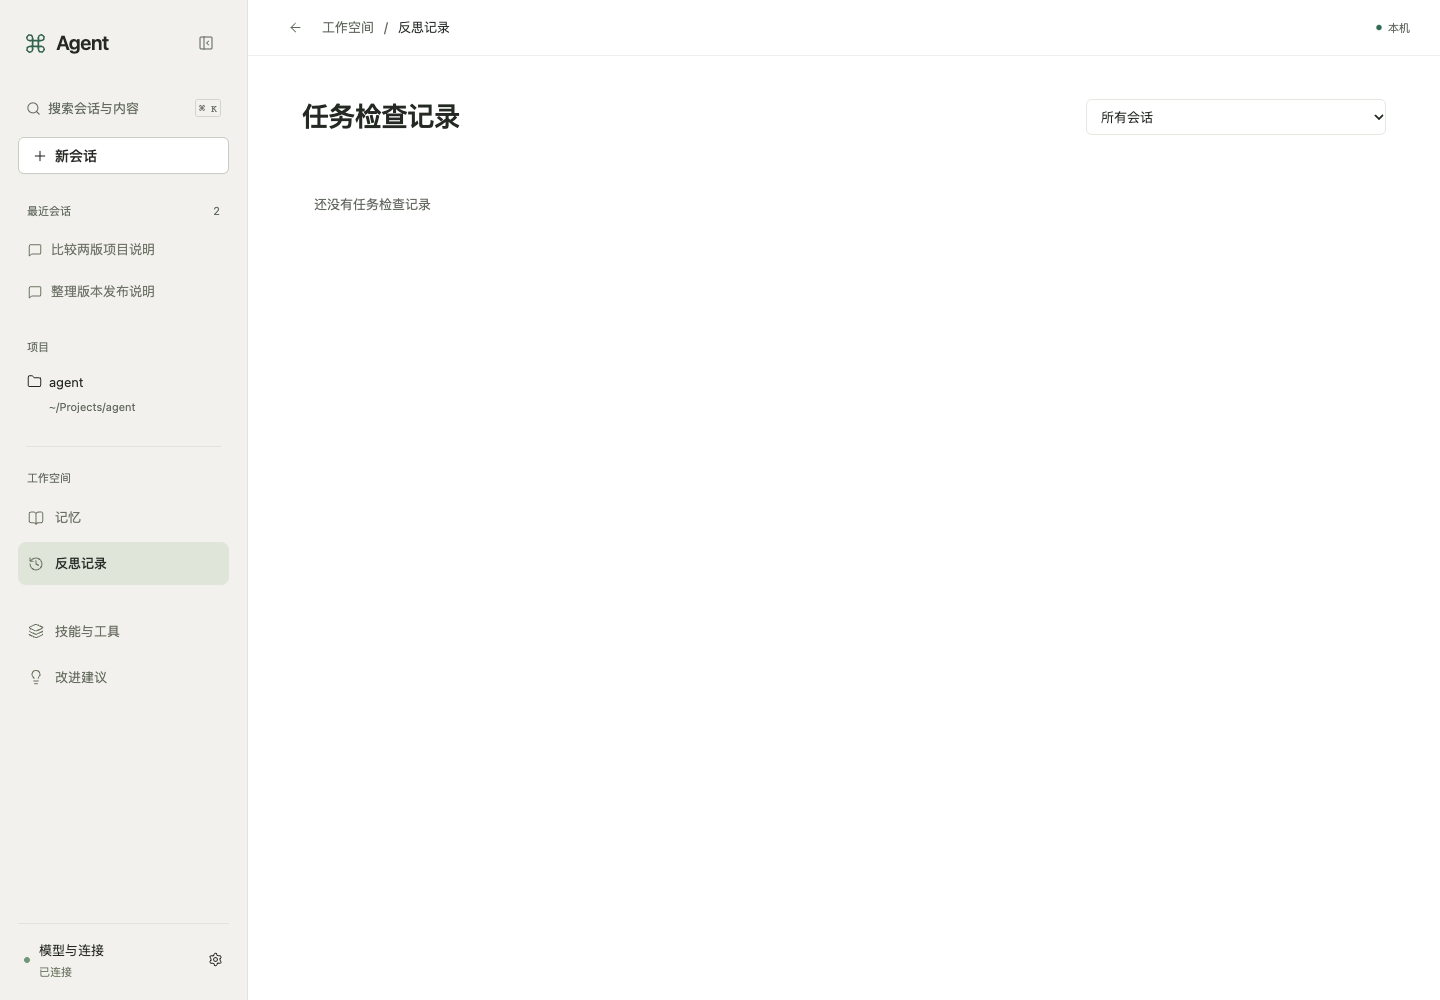 Agent
搜索会话与内容
⌘ K
新会话
最近会话 2
比较两版项目说明
整理版本发布说明
项目
agent
~/Projects/agent
工作空间
记忆
反思记录
技能与工具
改进建议
模型与连接
已连接
工作空间 / 反思记录
本机
任务检查记录
所有会话
还没有任务检查记录